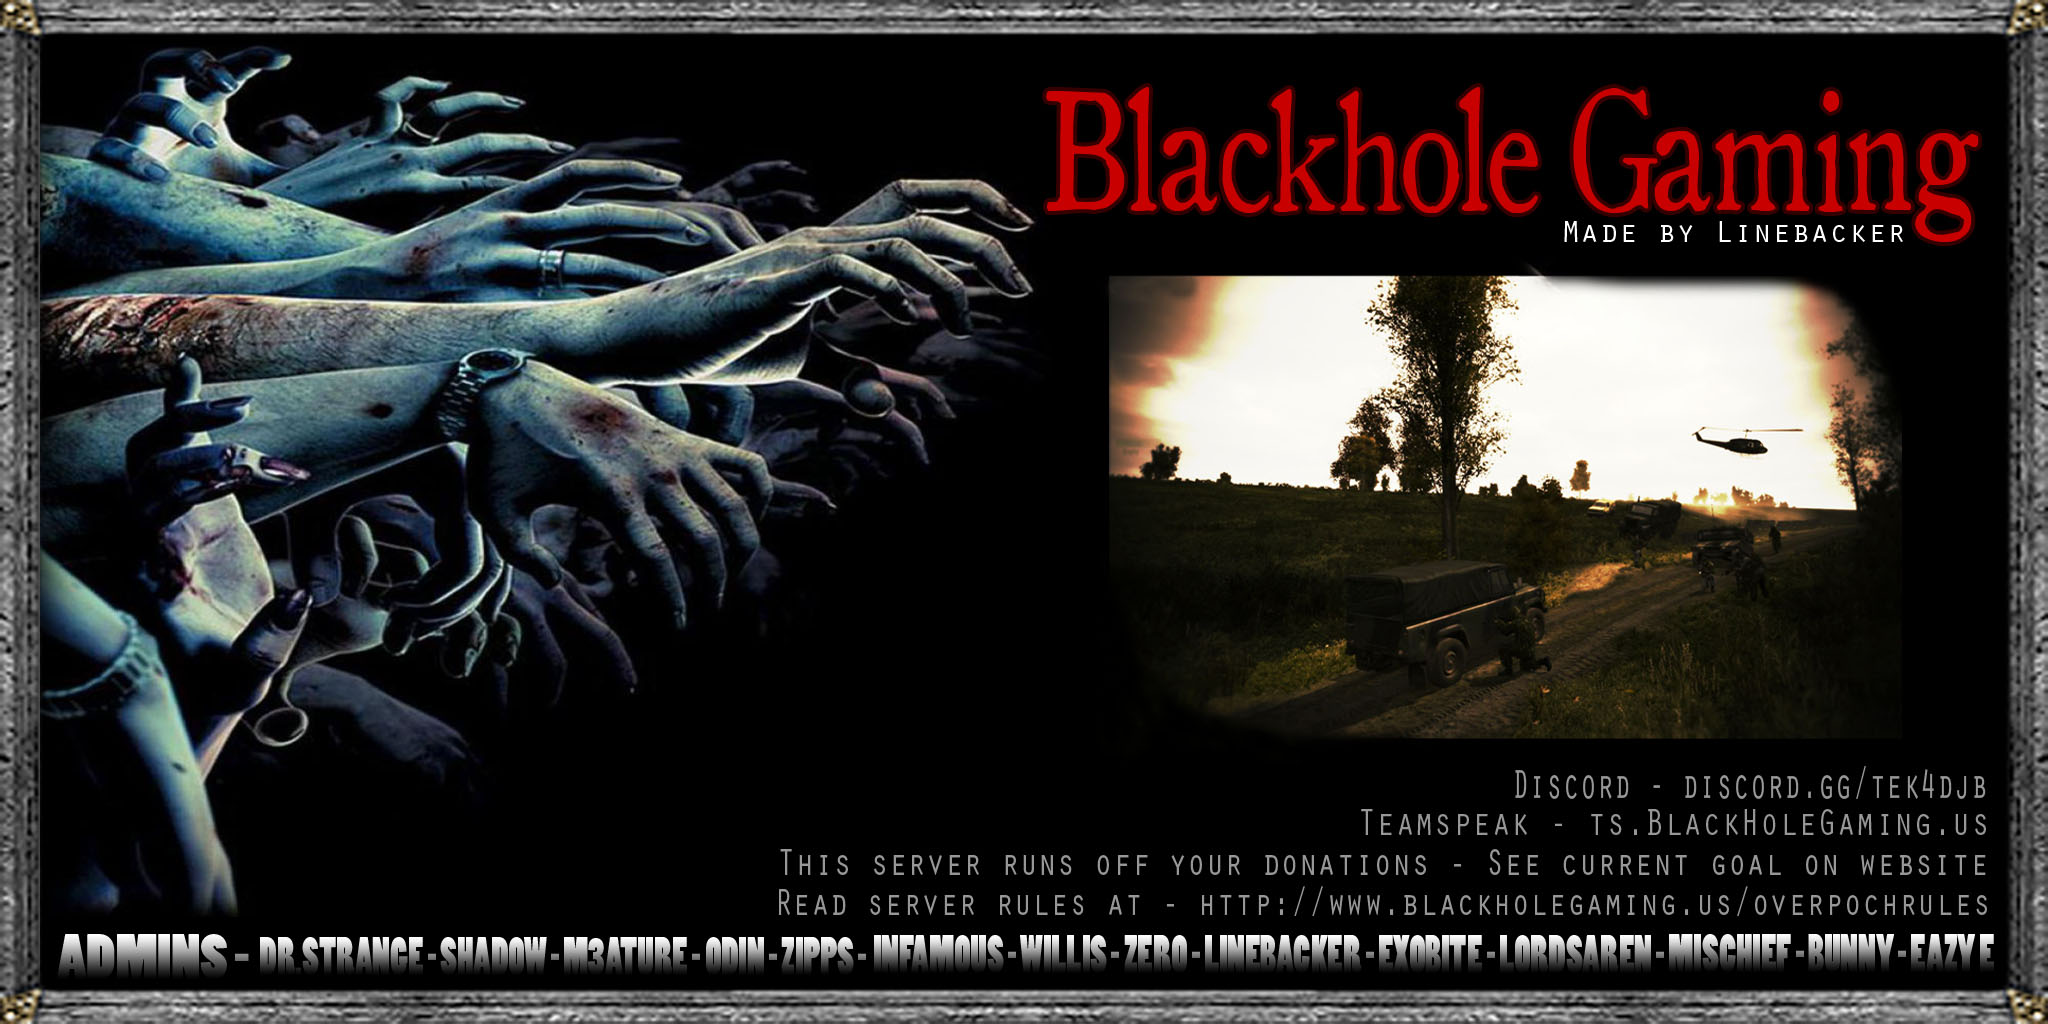 Blackhole Gaming
Made by Linebacker
Discord - discord.gg/tek4djb
Teamspeak - ts.BlackHoleGaming.us
This server runs off your donations - See current goal on website
Read server rules at - http://www.blackholegaming.us/overpochrules
ADMINS - DR.STRANGE - SHADOW - M3ATURE - ODIN - ZIPPS - INFAMOUS - WILLIS - ZERO - LINEBACKER - EXOBITE - LORDSAREN - MISCHIEF - BUNNY - EAZY E